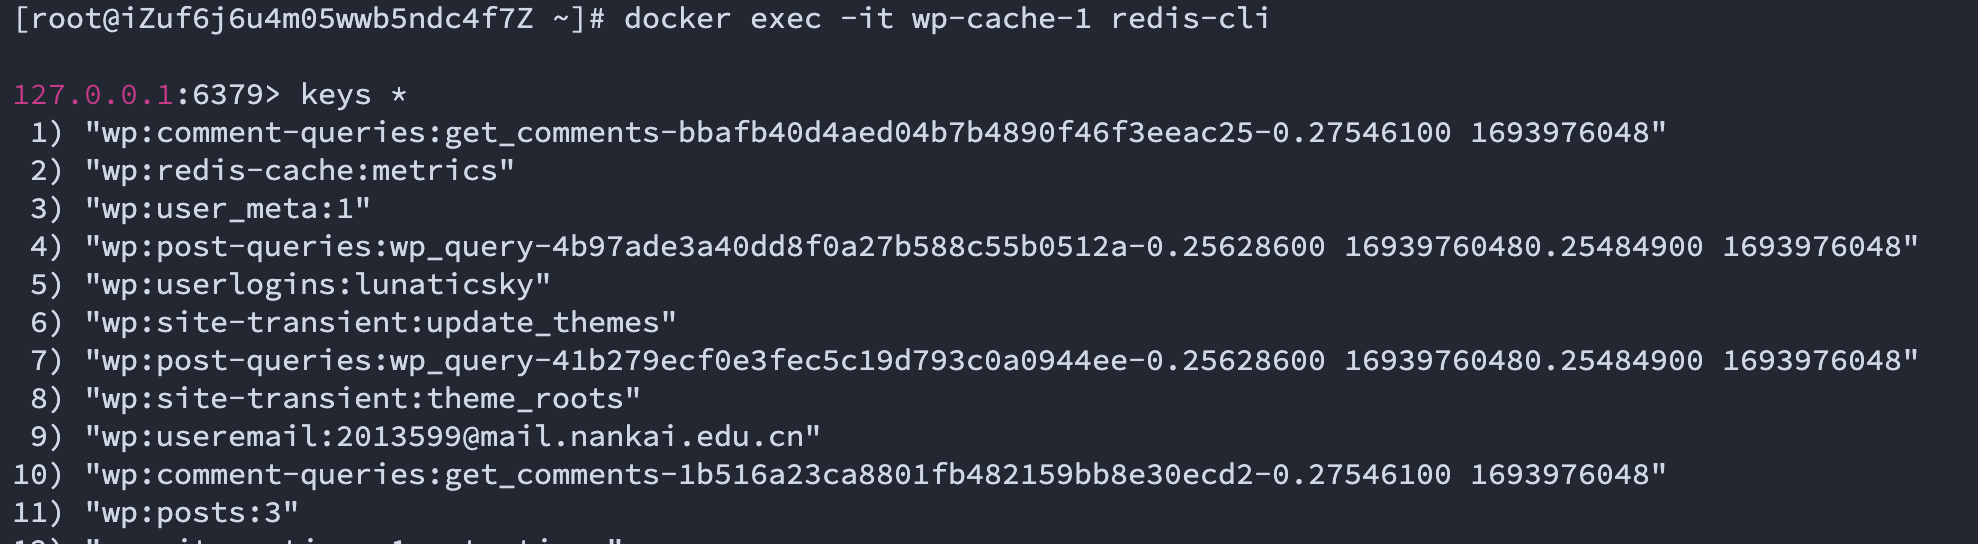 [root@iZuf6j6u4m05wwb5ndc4f7Z ~]# docker exec -it wp-cache-1 redis-cli
127.0.0.1:6379> keys *
1) "wp:comment-queries:get_comments-bbafb40d4aed04b7b4890f46f3eeac25-0.27546100 1693976048"
2) "wp:redis-cache:metrics"
3) "wp:user_meta:1"
4) "wp:post-queries:wp_query-4b97ade3a40dd8f0a27b588c55b0512a-0.25628600 16939760480.25484900 1693976048"
5) "wp:userlogins:lunaticsky"
6) "wp:site-transient:update_themes"
7) "wp:post-queries:wp_query-41b279ecf0e3fec5c19d793c0a0944ee-0.25628600 16939760480.25484900 1693976048"
8) "wp:site-transient:theme_roots"
9) "wp:useremail:2013599@mail.nankai.edu.cn"
10) "wp:comment-queries:get_comments-1b516a23ca8801fb482159bb8e30ecd2-0.27546100 1693976048"
11) "wp:posts:3"